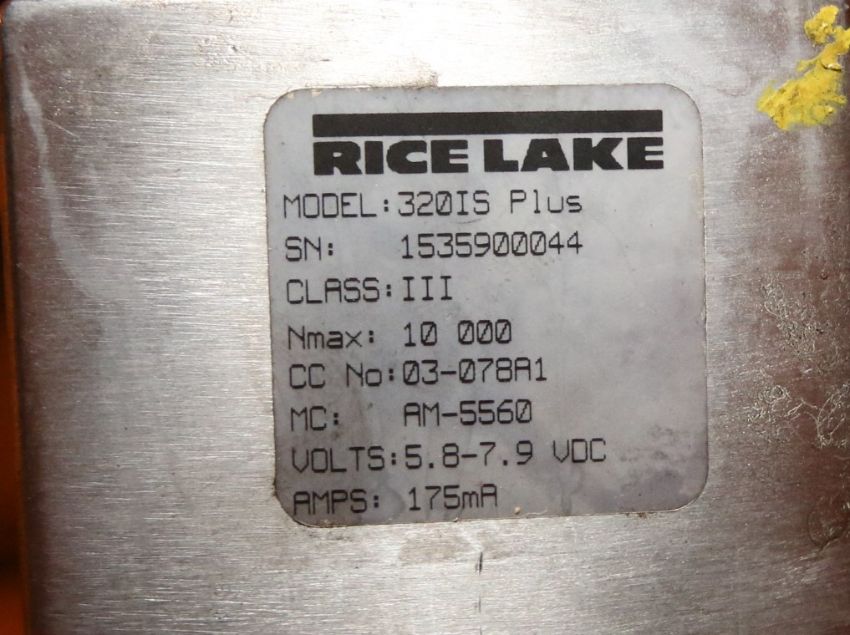 RICE LAKE
MODEL: 320IS Plus
SN: 1535900044
CLASS: III
Nmax: 10 000
CC No: 03-078A1
MC: AM-5560
VOLTS: 5.8-7.9 VDC
AMPS: 175mA